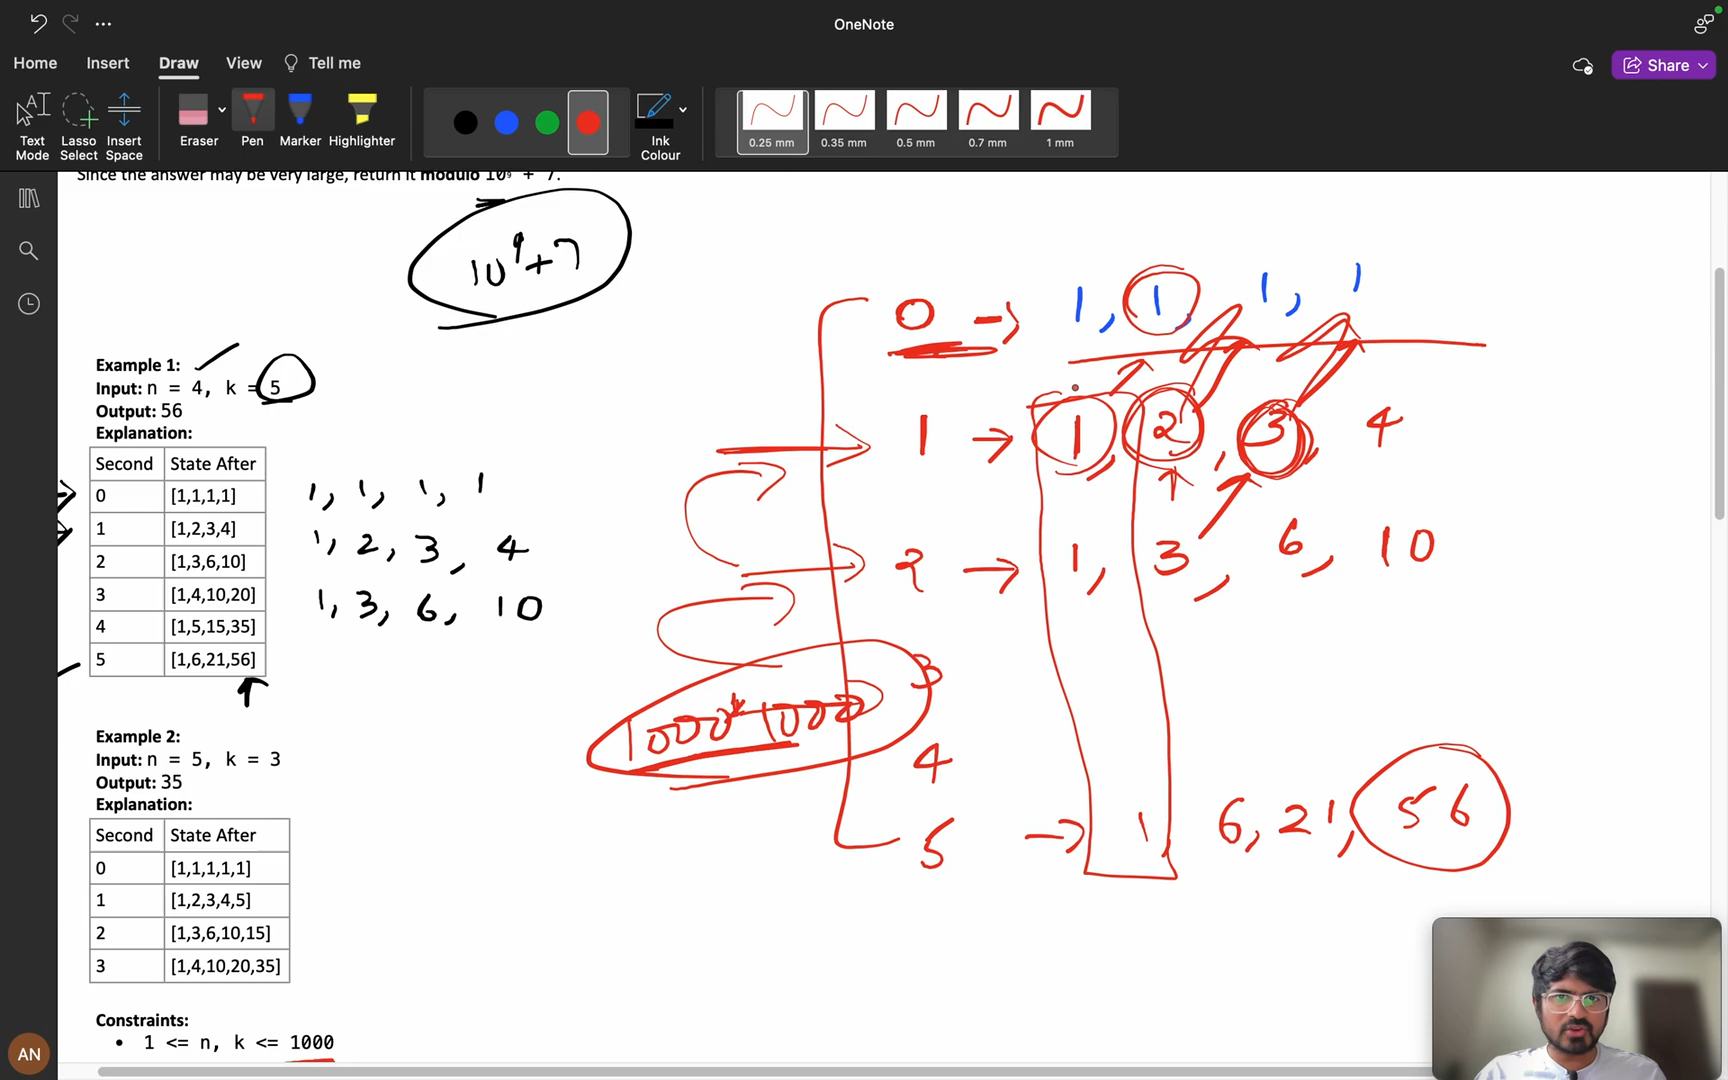 OneNote
Home Insert Draw View Tell me
Share
Text Mode
Lasso Select
Insert Space
Eraser
Pen
Marker
Highlighter
Ink Colour
0.25 mm
0.35 mm
0.5 mm
0.7 mm
1 mm
Since the answer may be very large, return it modulo 10⁹ + 7.
10⁹+7
Example 1:
Input: n = 4, k = 5
Output: 56
Explanation:
Second State After
0 [1,1,1,1]
1 [1,2,3,4]
2 [1,3,6,10]
3 [1,4,10,20]
4 [1,5,15,35]
5 [1,6,21,56]
1, 1, 1, 1
1, 2, 3, 4
1, 3, 6, 10
Example 2:
Input: n = 5, k = 3
Output: 35
Explanation:
Second State After
0 [1,1,1,1,1]
1 [1,2,3,4,5]
2 [1,3,6,10,15]
3 [1,4,10,20,35]
Constraints:
• 1 <= n, k <= 1000
0 → 1, 1, 1, 1
1 → 1, 2, 3, 4
2 → 1, 3, 6, 10
3
1000*1000
4
5 → 1, 6, 21, 56
AN